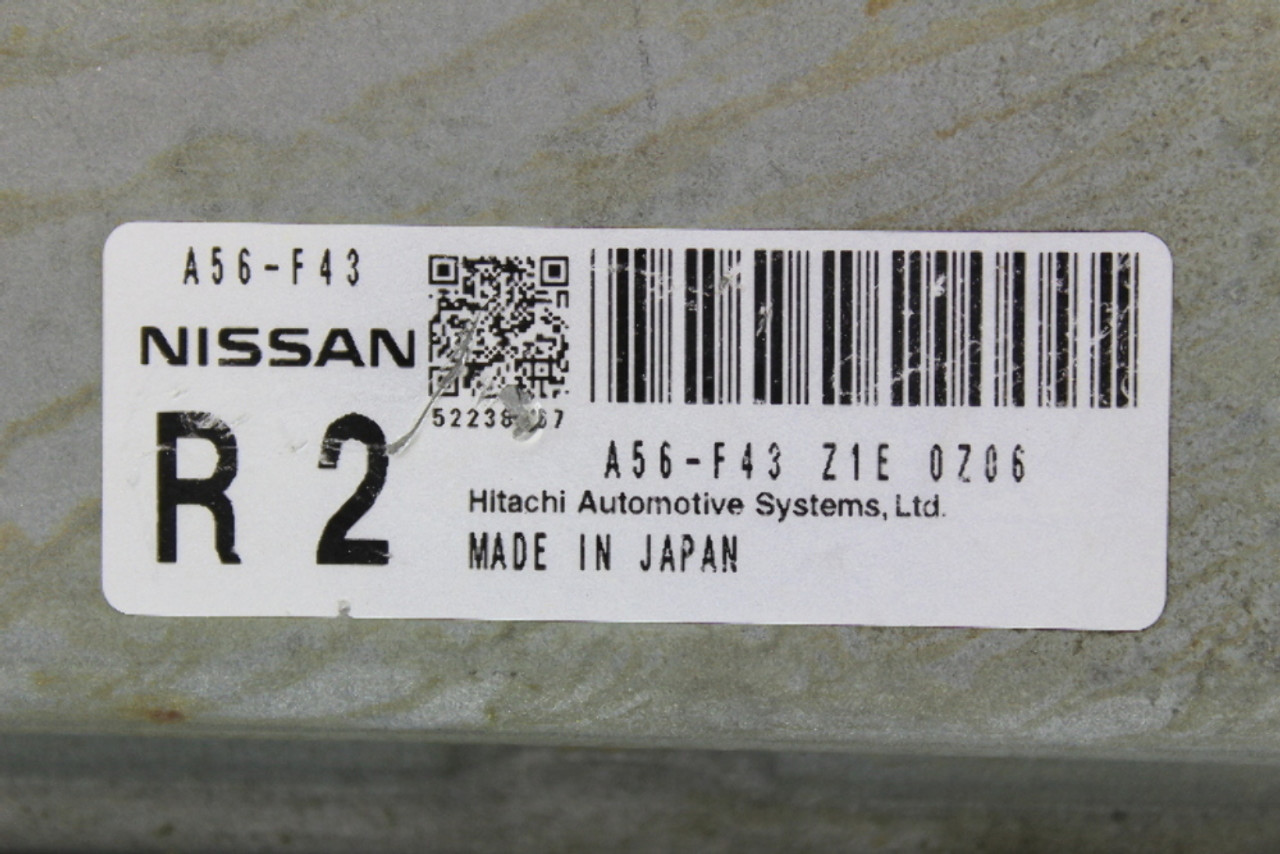 A56-F43
NISSAN
R 2
A56-F43 Z1E 0Z06
Hitachi Automotive Systems, Ltd.
MADE IN JAPAN